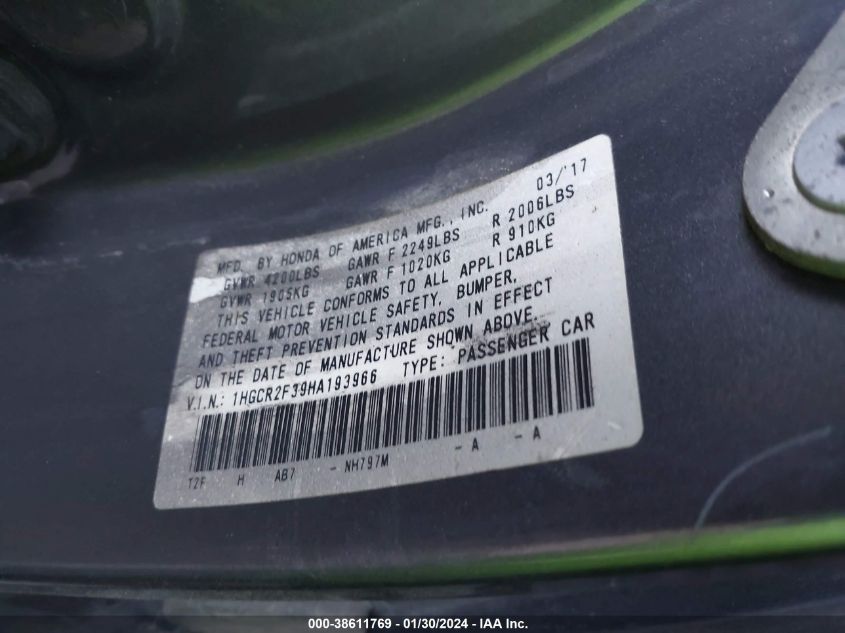 MFD. BY HONDA OF AMERICA MFG., INC. 03/'17
GVWR 4200LBS GAWR F 2249LBS R 2006LBS
GVWR 1905KG GAWR F 1020KG R 910KG
THIS VEHICLE CONFORMS TO ALL APPLICABLE
FEDERAL MOTOR VEHICLE SAFETY, BUMPER,
AND THEFT PREVENTION STANDARDS IN EFFECT
ON THE DATE OF MANUFACTURE SHOWN ABOVE.
V.I.N.: 1HGCR2F39HA193966 TYPE: PASSENGER CAR
T2F H AB7 - NH797M - A - A
000-38611769 - 01/30/2024 - IAA Inc.